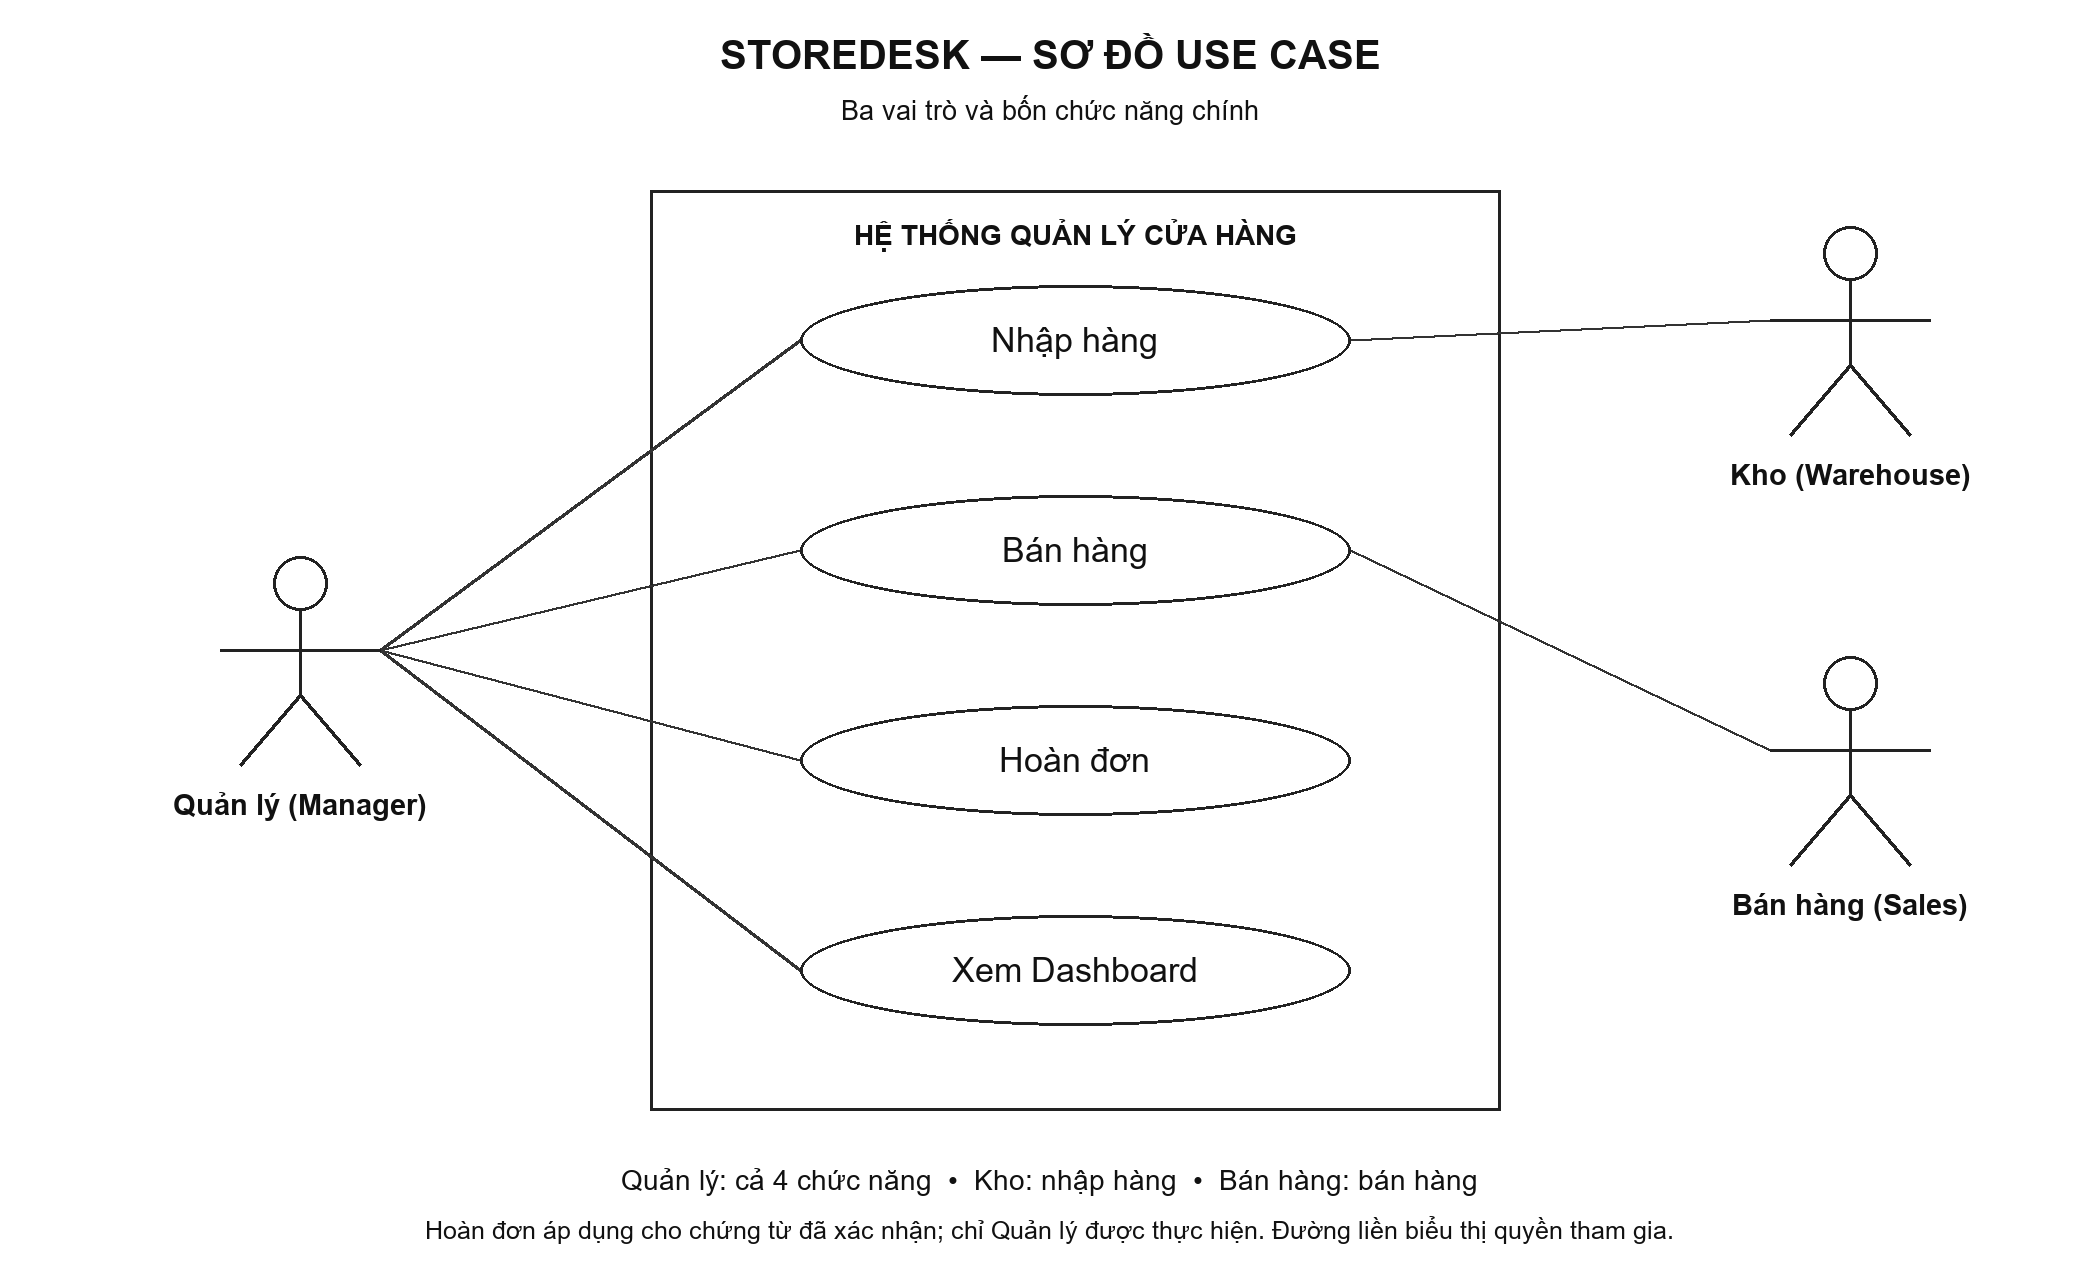 STOREDESK — SƠ ĐỒ USE CASE
Ba vai trò và bốn chức năng chính
HỆ THỐNG QUẢN LÝ CỬA HÀNG
Nhập hàng
Kho (Warehouse)
Bán hàng
Quản lý (Manager)
Hoàn đơn
Bán hàng (Sales)
Xem Dashboard
Quản lý: cả 4 chức năng • Kho: nhập hàng • Bán hàng: bán hàng
Hoàn đơn áp dụng cho chứng từ đã xác nhận; chỉ Quản lý được thực hiện. Đường liền biểu thị quyền tham gia.